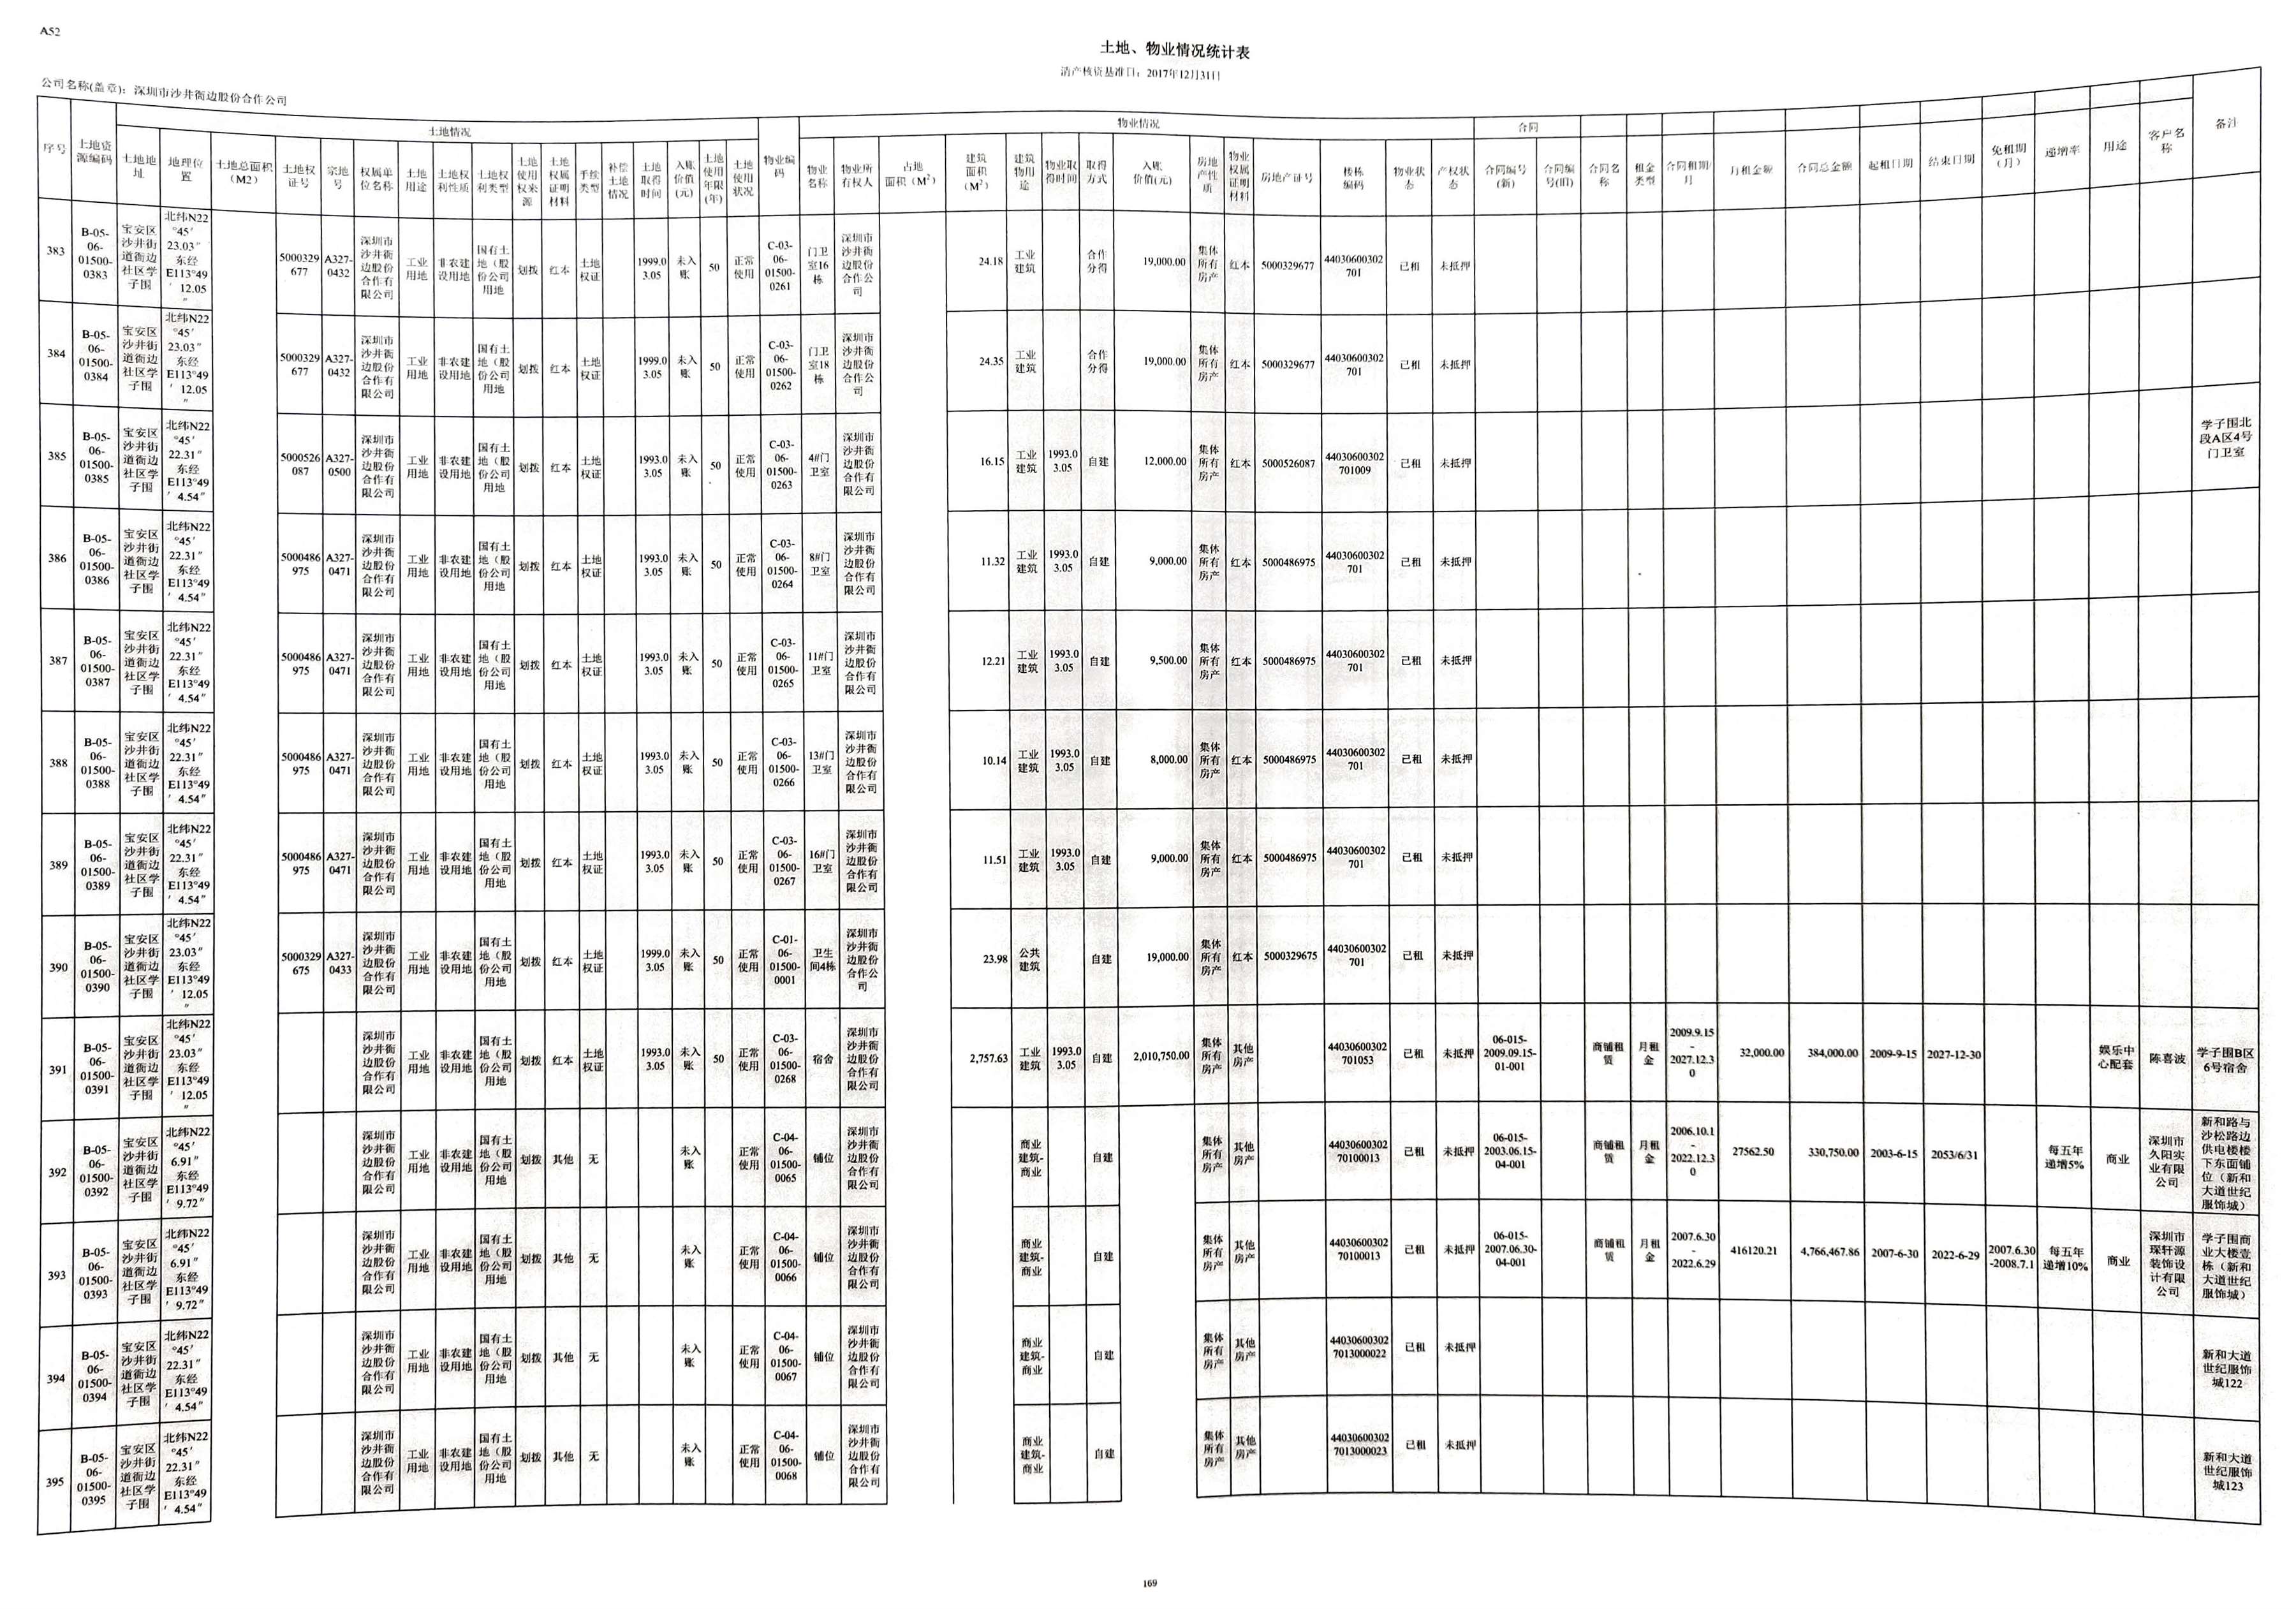 A52
土地、物业情况统计表
清产核资基准日：2017年12月31日
公司名称(盖章)：深圳市沙井衙边股份合作公司
序号 土地资源编码 土地情况 物业编码 物业情况 合同 备注
土地地址 地理位置 土地总面积（M2） 土地权证号 宗地号 权属单位名称 土地用途 土地权利性质 土地权利类型 土地使用权来源 土地权属证明材料 手续类型 补偿土地情况 土地取得时间 入账价值(元) 土地使用年限(年) 土地使用状况 物业名称 物业所有权人 占地面积（M²） 建筑面积（M²） 建筑物用途 物业取得时间 取得方式 入账价值(元) 房地产性质 物业权属证明材料 房地产证号 楼栋编码 物业状态 产权状态 合同编号(新) 合同编号(旧) 合同名称 租金类型 合同租期/月 月租金额 合同总金额 起租日期 结束日期 免租期（月） 递增率 用途 客户名称
383 B-05-06-01500-0383 宝安区沙井街道衙边社区学子围 北纬N22°45′23.03″东经E113°49′12.05″ 5000329677 A327-0432 深圳市沙井衙边股份合作有限公司 工业用地 非农建设用地 国有土地（股份公司用地 划拨 红本 土地权证 1999.03.05 未入账 50 正常使用 C-03-06-01500-0261 门卫室16栋 深圳市沙井衙边股份合作公司 24.18 工业建筑 合作分得 19,000.00 集体所有房产 红本 5000329677 44030600302701 已租 未抵押
384 B-05-06-01500-0384 宝安区沙井街道衙边社区学子围 北纬N22°45′23.03″东经E113°49′12.05″ 5000329677 A327-0432 深圳市沙井衙边股份合作有限公司 工业用地 非农建设用地 国有土地（股份公司用地 划拨 红本 土地权证 1999.03.05 未入账 50 正常使用 C-03-06-01500-0262 门卫室18栋 深圳市沙井衙边股份合作公司 24.35 工业建筑 合作分得 19,000.00 集体所有房产 红本 5000329677 44030600302701 已租 未抵押
385 B-05-06-01500-0385 宝安区沙井街道衙边社区学子围 北纬N22°45′22.31″东经E113°49′4.54″ 5000526087 A327-0500 深圳市沙井衙边股份合作有限公司 工业用地 非农建设用地 国有土地（股份公司用地 划拨 红本 土地权证 1993.03.05 未入账 50 正常使用 C-03-06-01500-0263 4#门卫室 深圳市沙井衙边股份合作有限公司 16.15 工业建筑 1993.03.05 自建 12,000.00 集体所有房产 红本 5000526087 44030600302701009 已租 未抵押 学子围北段A区4号门卫室
386 B-05-06-01500-0386 宝安区沙井街道衙边社区学子围 北纬N22°45′22.31″东经E113°49′4.54″ 5000486975 A327-0471 深圳市沙井衙边股份合作有限公司 工业用地 非农建设用地 国有土地（股份公司用地 划拨 红本 土地权证 1993.03.05 未入账 50 正常使用 C-03-06-01500-0264 8#门卫室 深圳市沙井衙边股份合作有限公司 11.32 工业建筑 1993.03.05 自建 9,000.00 集体所有房产 红本 5000486975 44030600302701 已租 未抵押
387 B-05-06-01500-0387 宝安区沙井街道衙边社区学子围 北纬N22°45′22.31″东经E113°49′4.54″ 5000486975 A327-0471 深圳市沙井衙边股份合作有限公司 工业用地 非农建设用地 国有土地（股份公司用地 划拨 红本 土地权证 1993.03.05 未入账 50 正常使用 C-03-06-01500-0265 11#门卫室 深圳市沙井衙边股份合作有限公司 12.21 工业建筑 1993.03.05 自建 9,500.00 集体所有房产 红本 5000486975 44030600302701 已租 未抵押
388 B-05-06-01500-0388 宝安区沙井街道衙边社区学子围 北纬N22°45′22.31″东经E113°49′4.54″ 5000486975 A327-0471 深圳市沙井衙边股份合作有限公司 工业用地 非农建设用地 国有土地（股份公司用地 划拨 红本 土地权证 1993.03.05 未入账 50 正常使用 C-03-06-01500-0266 13#门卫室 深圳市沙井衙边股份合作有限公司 10.14 工业建筑 1993.03.05 自建 8,000.00 集体所有房产 红本 5000486975 44030600302701 已租 未抵押
389 B-05-06-01500-0389 宝安区沙井街道衙边社区学子围 北纬N22°45′22.31″东经E113°49′4.54″ 5000486975 A327-0471 深圳市沙井衙边股份合作有限公司 工业用地 非农建设用地 国有土地（股份公司用地 划拨 红本 土地权证 1993.03.05 未入账 50 正常使用 C-03-06-01500-0267 16#门卫室 深圳市沙井衙边股份合作有限公司 11.51 工业建筑 1993.03.05 自建 9,000.00 集体所有房产 红本 5000486975 44030600302701 已租 未抵押
390 B-05-06-01500-0390 宝安区沙井街道衙边社区学子围 北纬N22°45′23.03″东经E113°49′12.05″ 5000329675 A327-0433 深圳市沙井衙边股份合作有限公司 工业用地 非农建设用地 国有土地（股份公司用地 划拨 红本 土地权证 1999.03.05 未入账 50 正常使用 C-01-06-01500-0001 卫生间4栋 深圳市沙井衙边股份合作公司 23.98 公共建筑 自建 19,000.00 集体所有房产 红本 5000329675 44030600302701 已租 未抵押
391 B-05-06-01500-0391 宝安区沙井街道衙边社区学子围 北纬N22°45′23.03″东经E113°49′12.05″ 深圳市沙井衙边股份合作有限公司 工业用地 非农建设用地 国有土地（股份公司用地 划拨 红本 土地权证 1993.03.05 未入账 50 正常使用 C-03-06-01500-0268 宿舍 深圳市沙井衙边股份合作有限公司 2,757.63 工业建筑 1993.03.05 自建 2,010,750.00 集体所有房产 其他房产 44030600302701053 已租 未抵押 06-015-2009.09.15-01-001 商铺租赁 月租金 2009.9.15-2027.12.30 32,000.00 384,000.00 2009-9-15 2027-12-30 娱乐中心配套 陈喜波 学子围B区6号宿舍
392 B-05-06-01500-0392 宝安区沙井街道衙边社区学子围 北纬N22°45′6.91″东经E113°49′9.72″ 深圳市沙井衙边股份合作有限公司 工业用地 非农建设用地 国有土地（股份公司用地 划拨 其他 无 未入账 正常使用 C-04-06-01500-0065 铺位 深圳市沙井衙边股份合作有限公司 商业建筑-商业 自建 集体所有房产 其他房产 4403060030270100013 已租 未抵押 06-015-2003.06.15-04-001 商铺租赁 月租金 2006.10.1-2022.12.30 27562.50 330,750.00 2003-6-15 2053/6/31 每五年递增5% 商业 深圳市久阳实业有限公司 新和路与沙松路边供电楼楼下东面铺位（新和大道世纪服饰城）
393 B-05-06-01500-0393 宝安区沙井街道衙边社区学子围 北纬N22°45′6.91″东经E113°49′9.72″ 深圳市沙井衙边股份合作有限公司 工业用地 非农建设用地 国有土地（股份公司用地 划拨 其他 无 未入账 正常使用 C-04-06-01500-0066 铺位 深圳市沙井衙边股份合作有限公司 商业建筑-商业 自建 集体所有房产 其他房产 4403060030270100013 已租 未抵押 06-015-2007.06.30-04-001 商铺租赁 月租金 2007.6.30-2022.6.29 416120.21 4,766,467.86 2007-6-30 2022-6-29 2007.6.30-2008.7.1 每五年递增10% 商业 深圳市琛轩源装饰设计有限公司 学子围商业大楼壹栋（新和大道世纪服饰城）
394 B-05-06-01500-0394 宝安区沙井街道衙边社区学子围 北纬N22°45′22.31″东经E113°49′4.54″ 深圳市沙井衙边股份合作有限公司 工业用地 非农建设用地 国有土地（股份公司用地 划拨 其他 无 未入账 正常使用 C-04-06-01500-0067 铺位 深圳市沙井衙边股份合作有限公司 商业建筑-商业 自建 集体所有房产 其他房产 440306003027013000022 已租 未抵押 新和大道世纪服饰城122
395 B-05-06-01500-0395 宝安区沙井街道衙边社区学子围 北纬N22°45′22.31″东经E113°49′4.54″ 深圳市沙井衙边股份合作有限公司 工业用地 非农建设用地 国有土地（股份公司用地 划拨 其他 无 未入账 正常使用 C-04-06-01500-0068 铺位 深圳市沙井衙边股份合作有限公司 商业建筑-商业 自建 集体所有房产 其他房产 440306003027013000023 已租 未抵押 新和大道世纪服饰城123
169